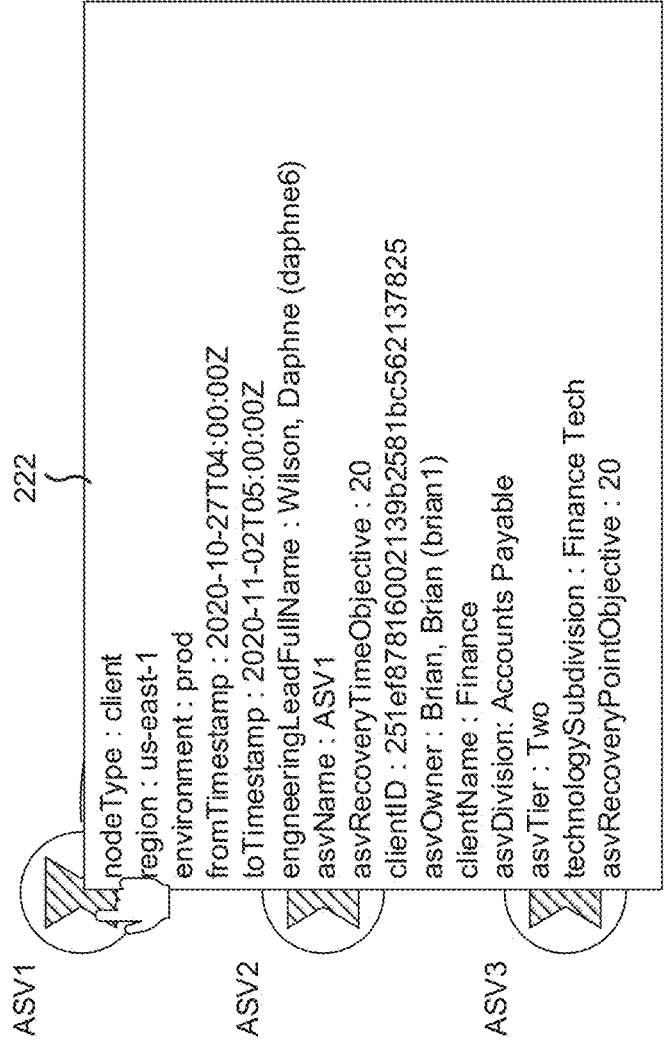 222
ASV1
nodeType : client
region : us-east-1
environment : prod
fromTimestamp : 2020-10-27T04:00:00Z
toTimestamp : 2020-11-02T05:00:00Z
engneeringLeadFullName : Wilson, Daphne (daphne6)
asvName : ASV1
asvRecoveryTimeObjective : 20
clientID : 251ef87816002139b2581bc562137825
asvOwner : Brian, Brian (brian1)
clientName : Finance
asvDivision: Accounts Payable
asvTier : Two
technologySubdivision : Finance Tech
asvRecoveryPointObjective : 20
ASV2
ASV3